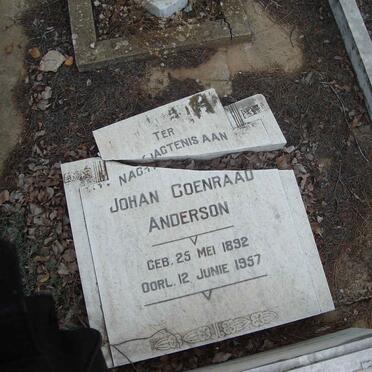 TER
AGTENIS AAN
JOHAN COENRAAD
ANDERSON
GEB. 25 MEI 1892
OORL. 12 JUNIE 1957